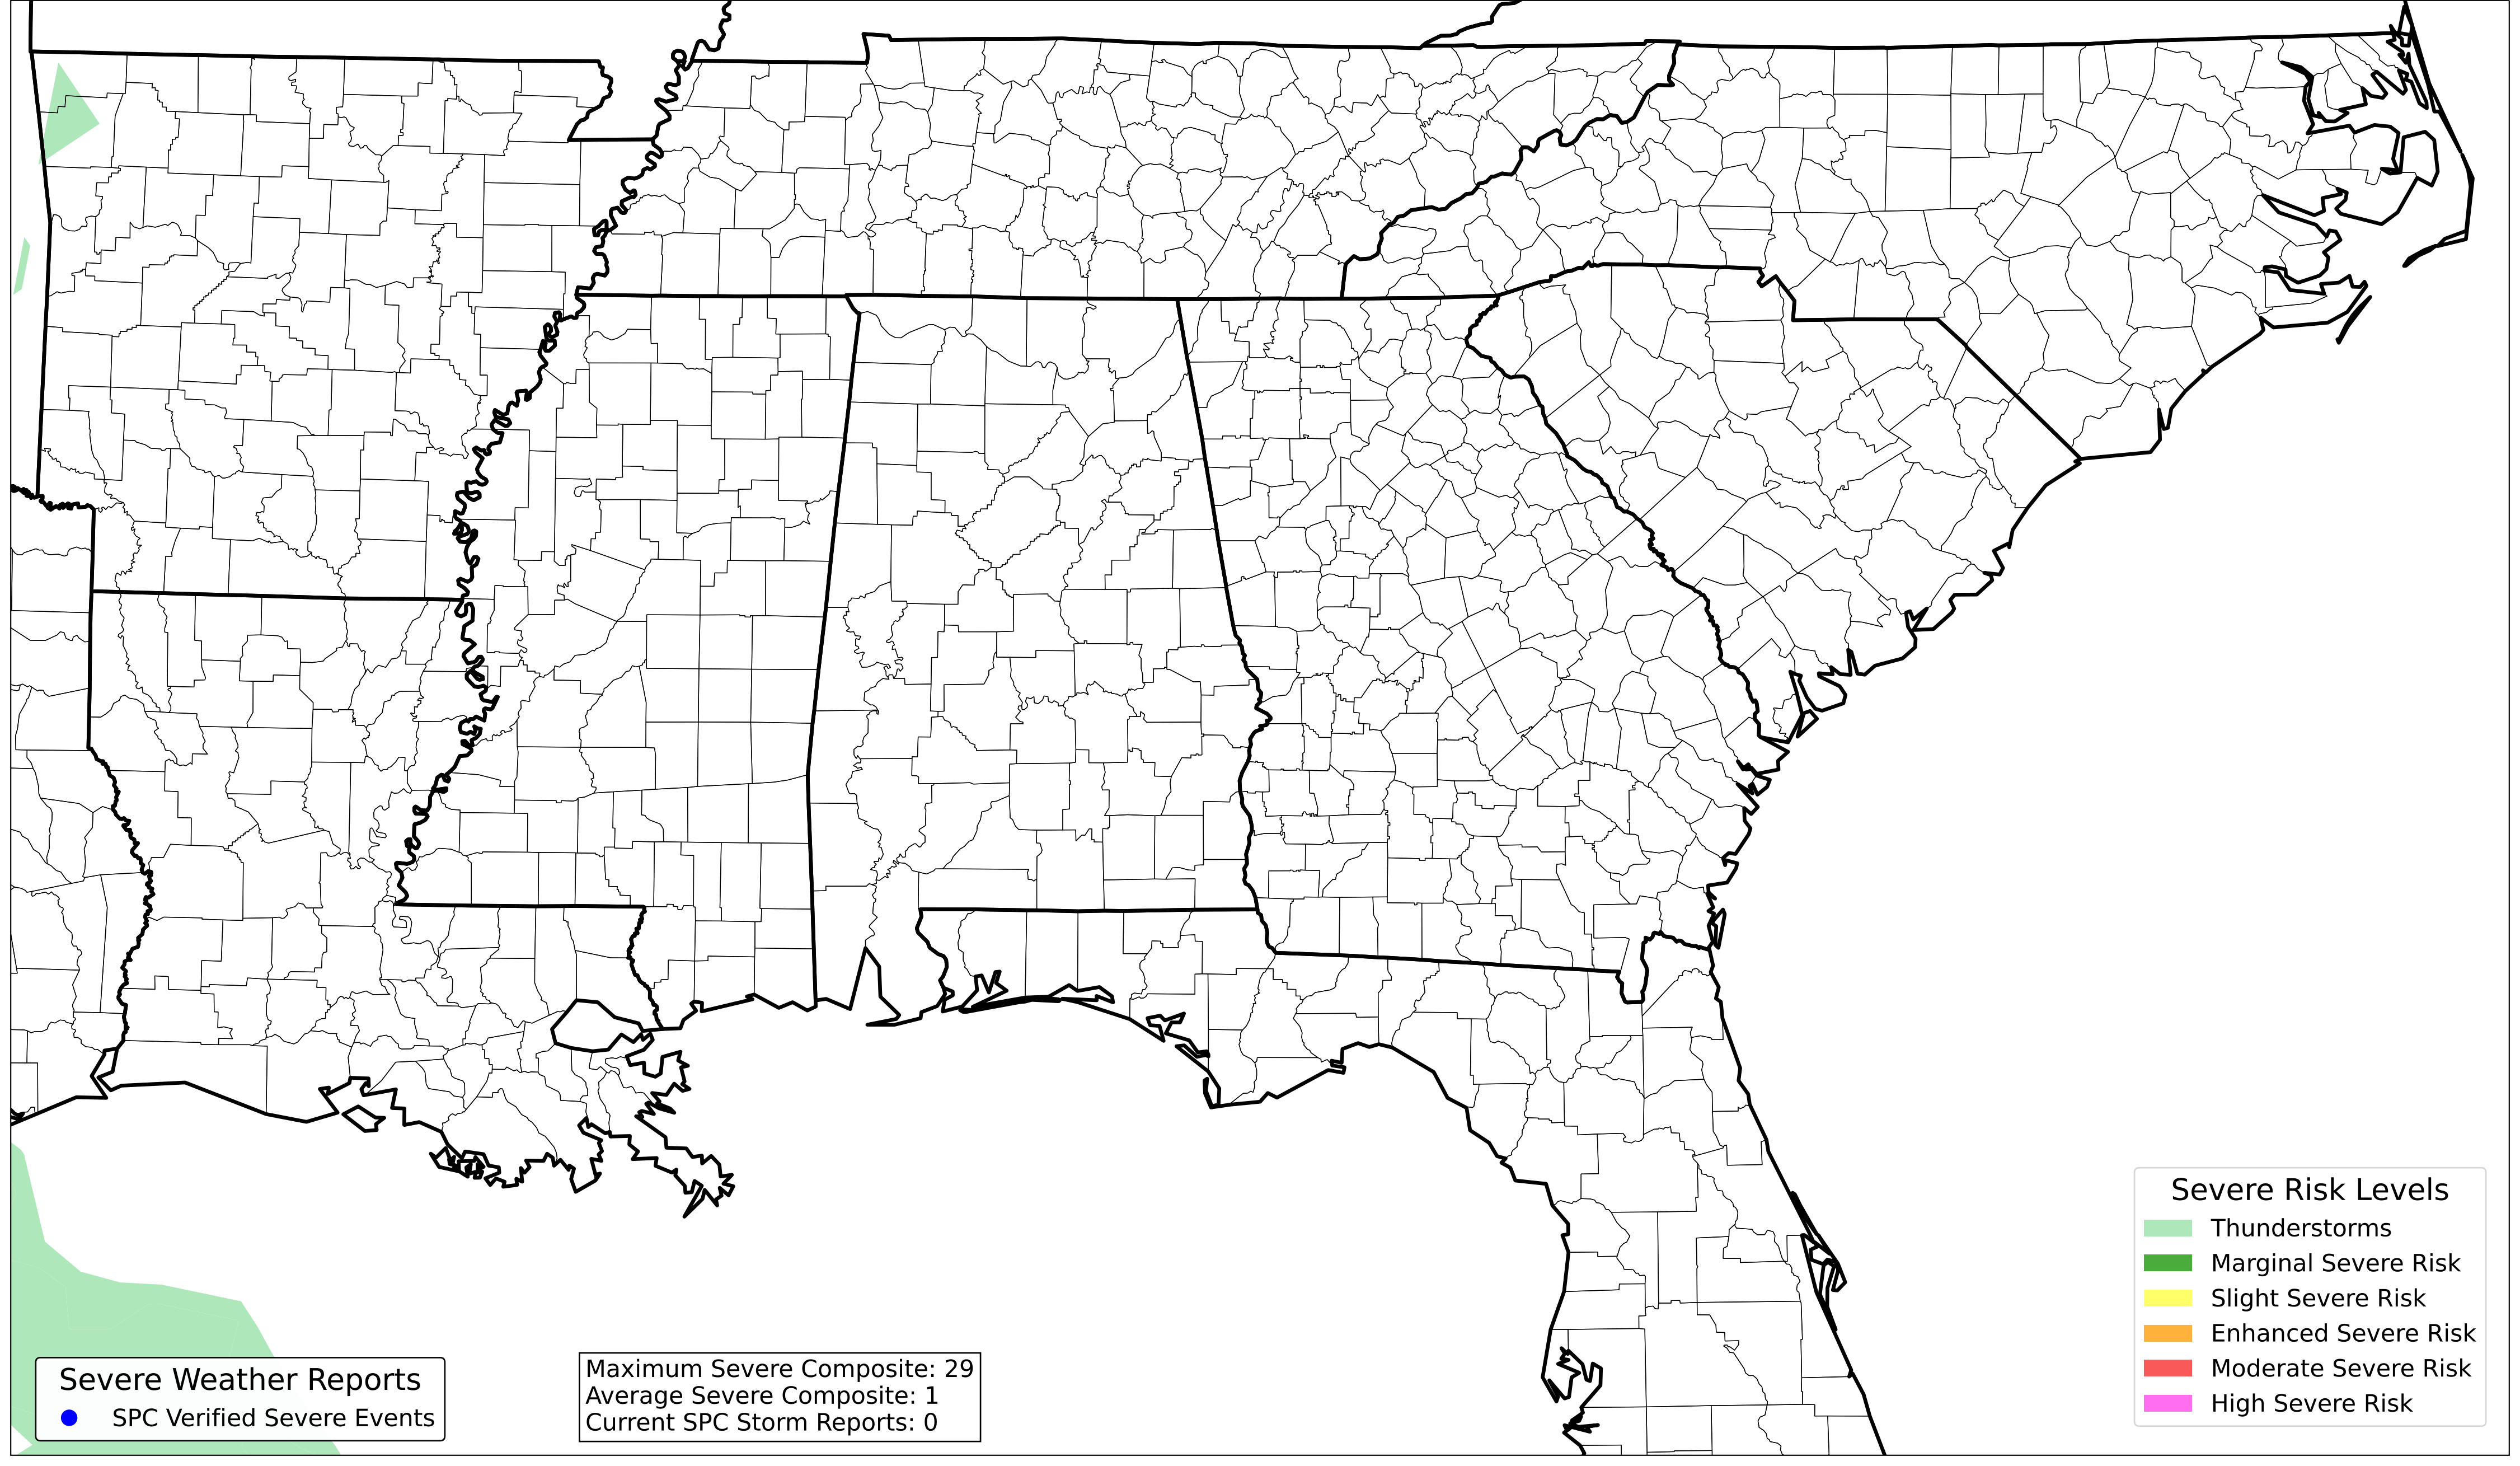 Severe Weather Reports
SPC Verified Severe Events
Maximum Severe Composite: 29
Average Severe Composite: 1
Current SPC Storm Reports: 0
Severe Risk Levels
Thunderstorms
Marginal Severe Risk
Slight Severe Risk
Enhanced Severe Risk
Moderate Severe Risk
High Severe Risk